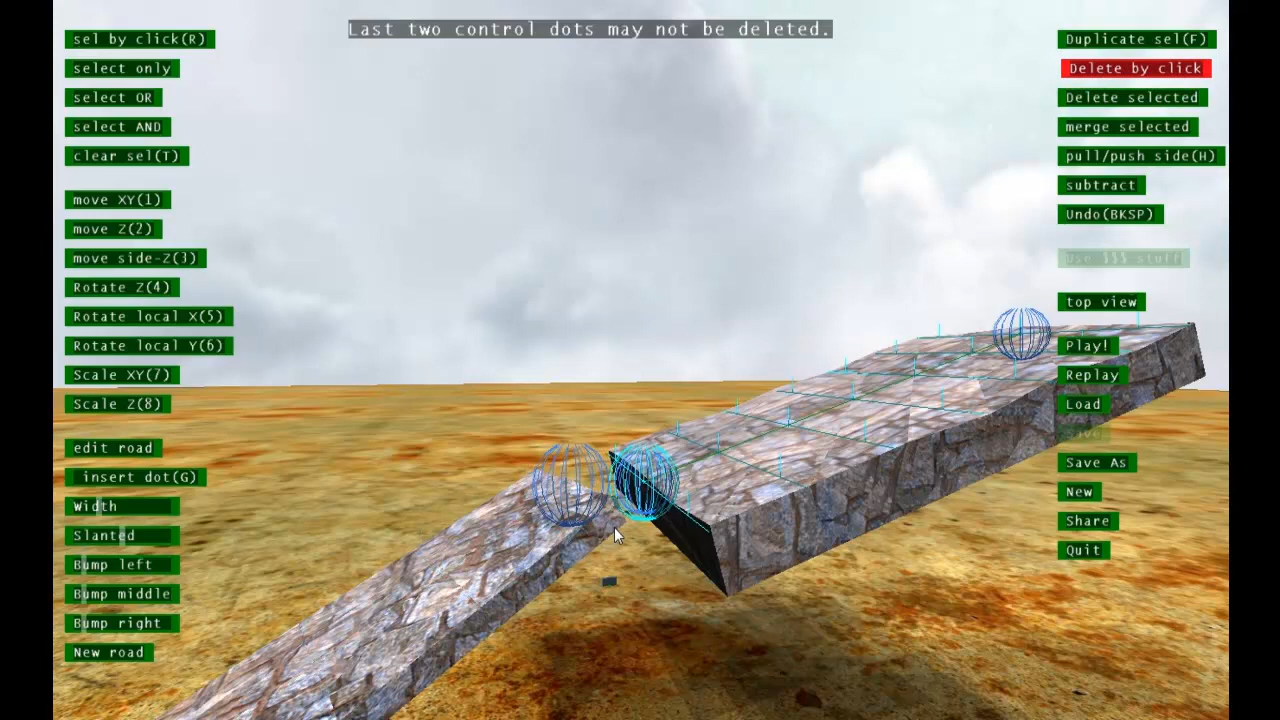 Last two control dots may not be deleted.
sel by click(R)
select only
select OR
select AND
clear sel(T)
move XY(1)
move Z(2)
move side-Z(3)
Rotate Z(4)
Rotate local X(5)
Rotate local Y(6)
Scale XY(7)
Scale Z(8)
edit road
insert dot(G)
Width
Slanted
Bump left
Bump middle
Bump right
New road
Duplicate sel(F)
Delete by click
Delete selected
merge selected
pull/push side(H)
subtract
Undo(BKSP)
Use $$$ stuff
top view
Play!
Replay
Load
Save
Save As
New
Share
Quit